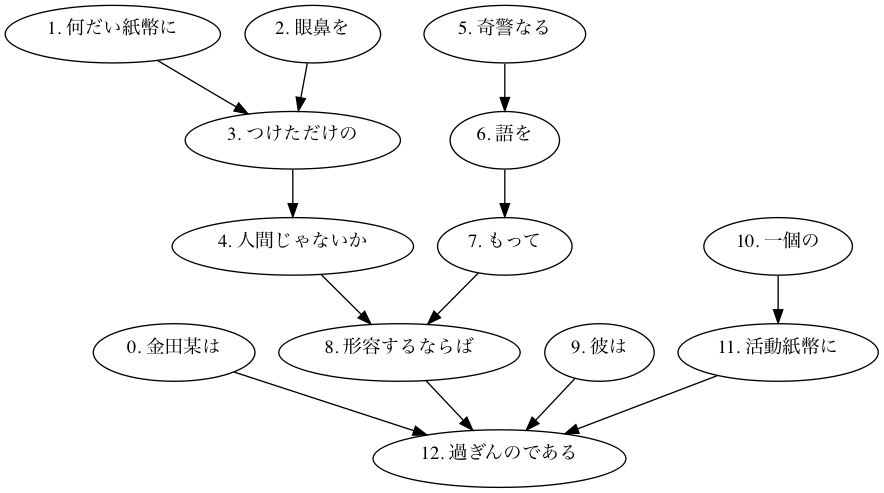 1. 何だい紙幣に
2. 眼鼻を
5. 奇警なる
3. つけただけの
6. 語を
4. 人間じゃないか
7. もって
10. 一個の
0. 金田某は
8. 形容するならば
9. 彼は
11. 活動紙幣に
12. 過ぎんのである